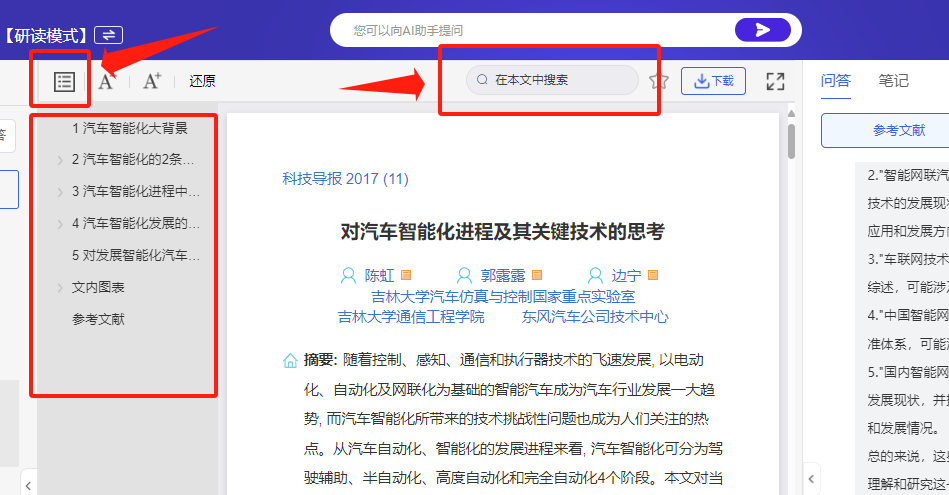 【研读模式】
您可以向AI助手提问
A
A+
还原
在本文中搜索
下载
问答
笔记
答
1 汽车智能化大背景
2 汽车智能化的2条...
3 汽车智能化进程中...
4 汽车智能化发展的...
5 对发展智能化汽车...
文内图表
参考文献
科技导报 2017 (11)
对汽车智能化进程及其关键技术的思考
陈虹 郭露露 边宁
吉林大学汽车仿真与控制国家重点实验室
吉林大学通信工程学院 东风汽车公司技术中心
摘要: 随着控制、感知、通信和执行器技术的飞速发展, 以电动
化、自动化及网联化为基础的智能汽车成为汽车行业发展一大趋
势, 而汽车智能化所带来的技术挑战性问题也成为人们关注的热
点。从汽车自动化、智能化的发展进程来看, 汽车智能化可分为驾
驶辅助、半自动化、高度自动化和完全自动化4个阶段。本文对当
参考文献
2."智能网联汽
技术的发展现
应用和发展方
3."车联网技术
综述，可能涉
4."中国智能网
准体系，可能
5."国内智能网
发展现状，并
和发展情况。
总的来说，这
理解和研究这